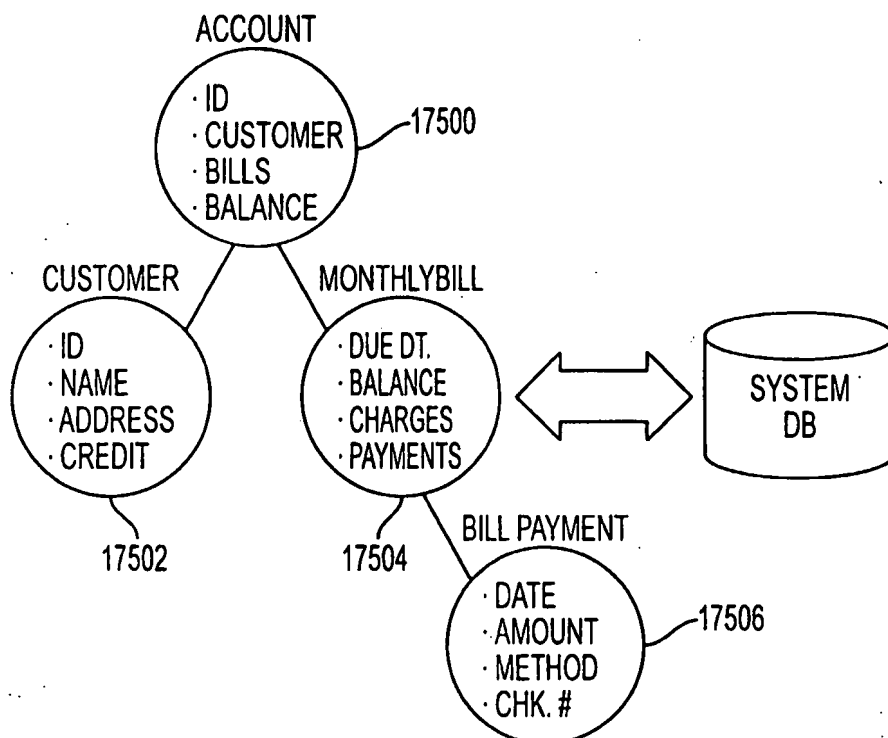 ACCOUNT
· ID
· CUSTOMER
· BILLS
· BALANCE
17500
CUSTOMER
· ID
· NAME
· ADDRESS
· CREDIT
17502
MONTHLYBILL
· DUE DT.
· BALANCE
· CHARGES
· PAYMENTS
17504
SYSTEM
DB
BILL PAYMENT
· DATE
· AMOUNT
· METHOD
· CHK. #
17506